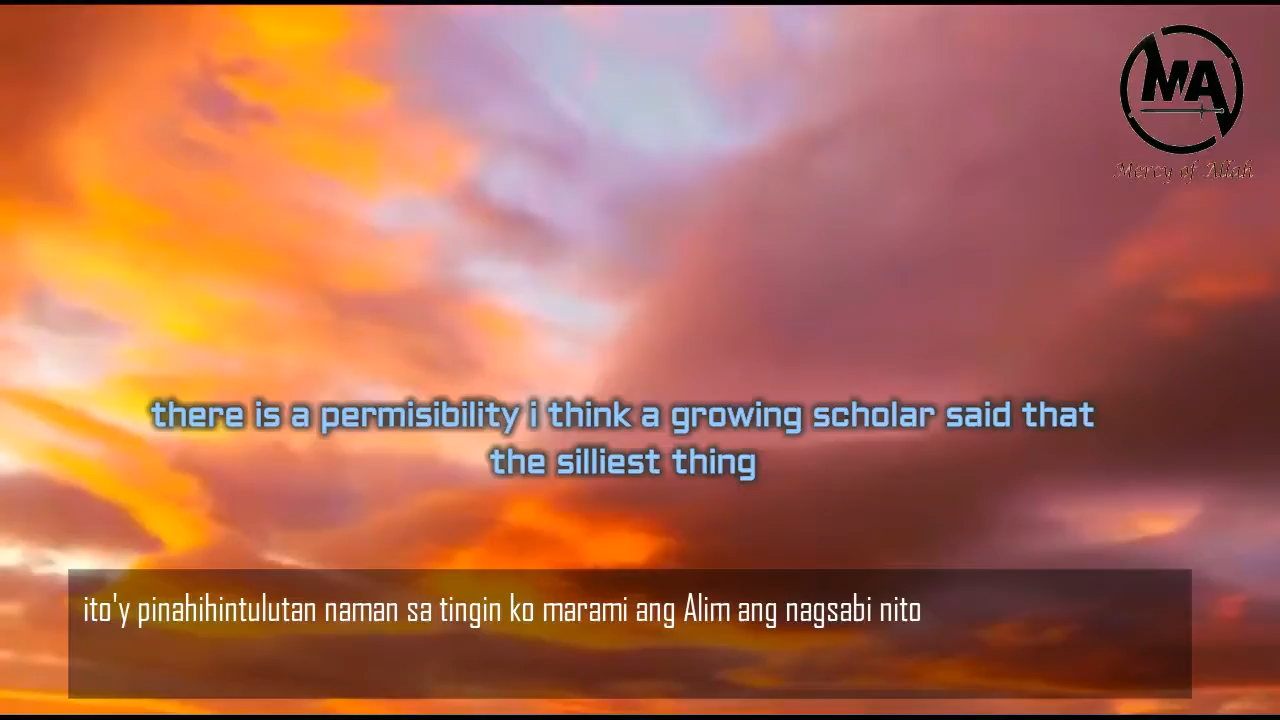 MA
Mercy of Allah
there is a permisibility i think a growing scholar said that
the silliest thing
ito'y pinahihintulutan naman sa tingin ko marami ang Alim ang nagsabi nito